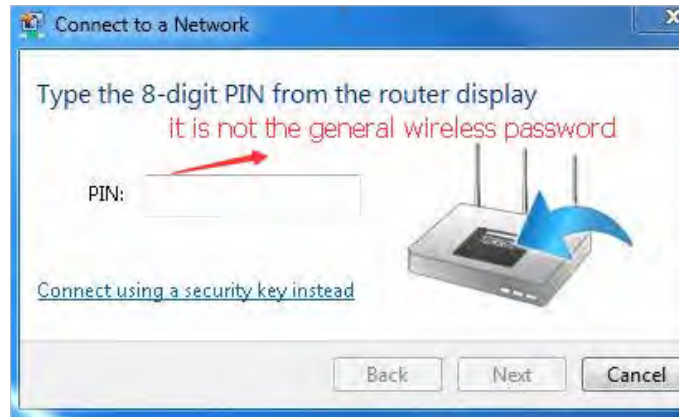 Connect to a Network
Type the 8-digit PIN from the router display
it is not the general wireless password
PIN:
Connect using a security key instead
Back Next Cancel